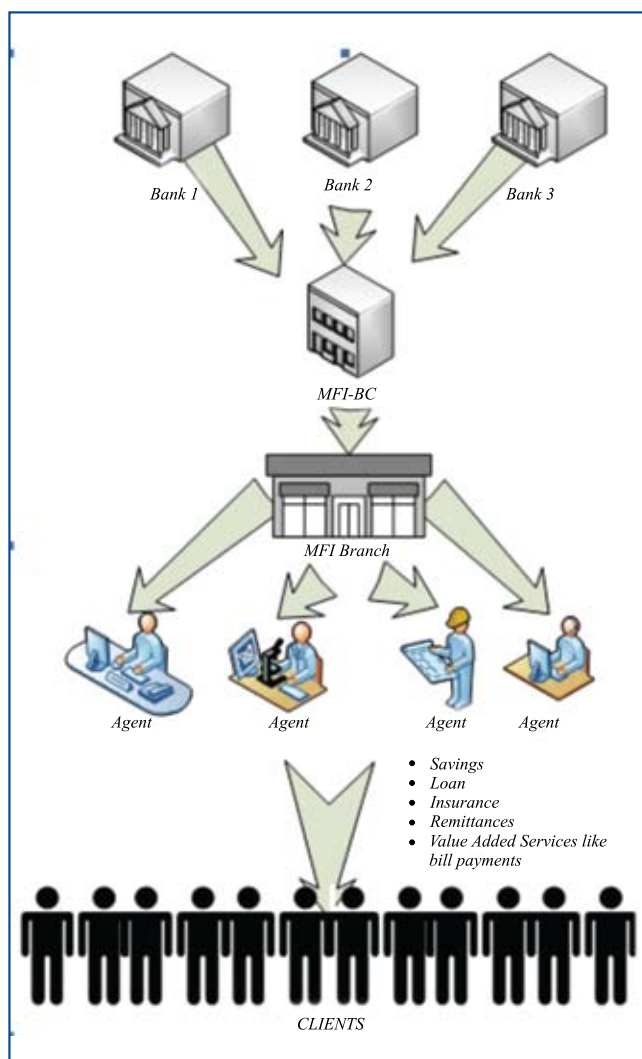 Bank 1
Bank 2
Bank 3
MFI-BC
MFI Branch
Agent
Agent
Agent
Agent
• Savings
• Loan
• Insurance
• Remittances
• Value Added Services like
bill payments
CLIENTS